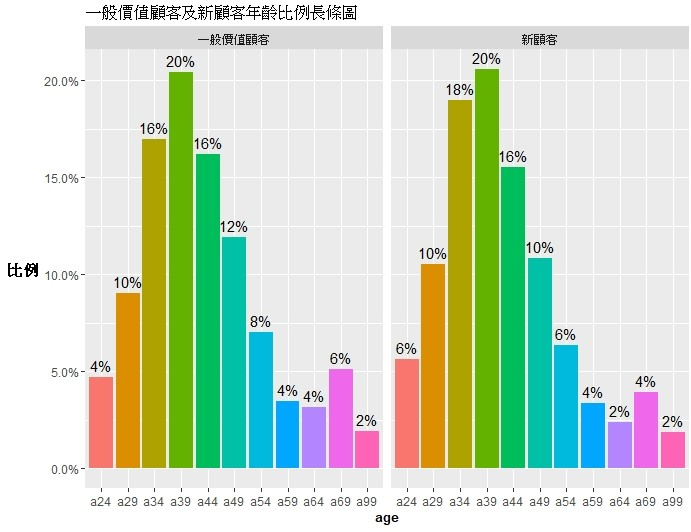 一般價值顧客及新顧客年齡比例長條圖
一般價值顧客 新顧客
比例
20.0%
15.0%
10.0%
5.0%
0.0%
4% 10% 16% 20% 16% 12% 8% 4% 4% 6% 2%
6% 10% 18% 20% 16% 10% 6% 4% 2% 4% 2%
a24 a29 a34 a39 a44 a49 a54 a59 a64 a69 a99 a24 a29 a34 a39 a44 a49 a54 a59 a64 a69 a99
age